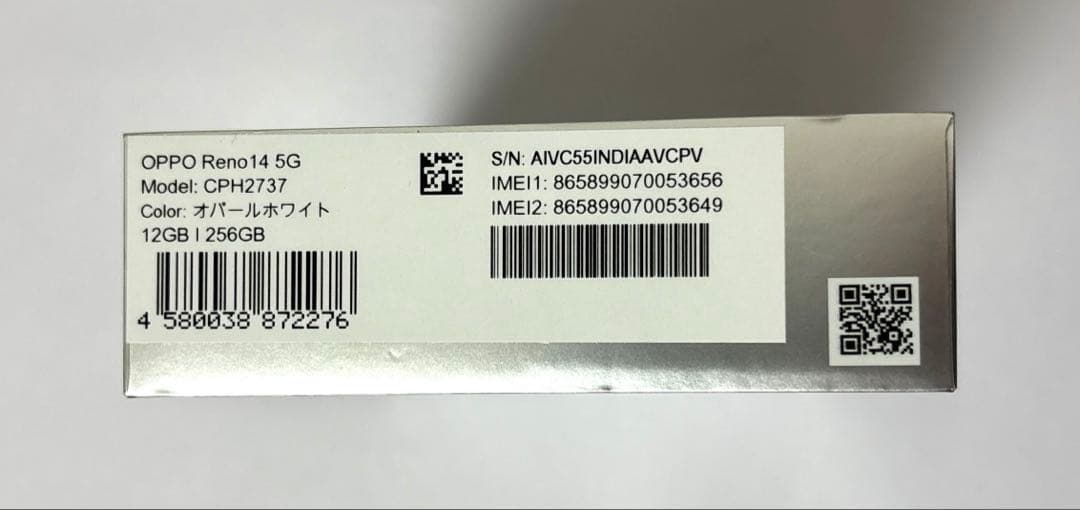 OPPO Reno14 5G
Model: CPH2737
Color: オパールホワイト
12GB | 256GB
4 580038 872276
S/N: AIVC55INDIAAVCPV
IMEI1: 865899070053656
IMEI2: 865899070053649